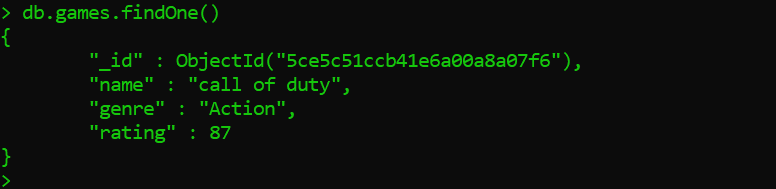 > db.games.findOne()
{
"_id" : ObjectId("5ce5c51ccb41e6a00a8a07f6"),
"name" : "call of duty",
"genre" : "Action",
"rating" : 87
}
>